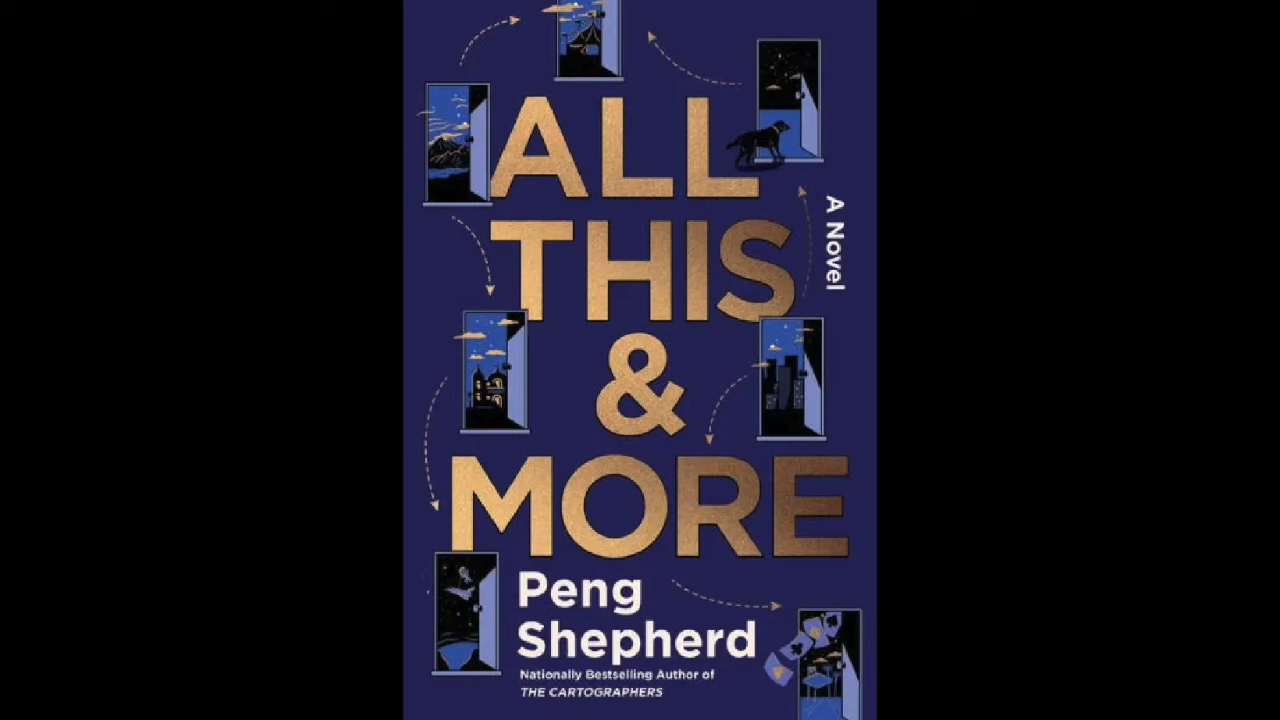 ALL
THIS
A Novel
&
MORE
Peng
Shepherd
Nationally Bestselling Author of
THE CARTOGRAPHERS